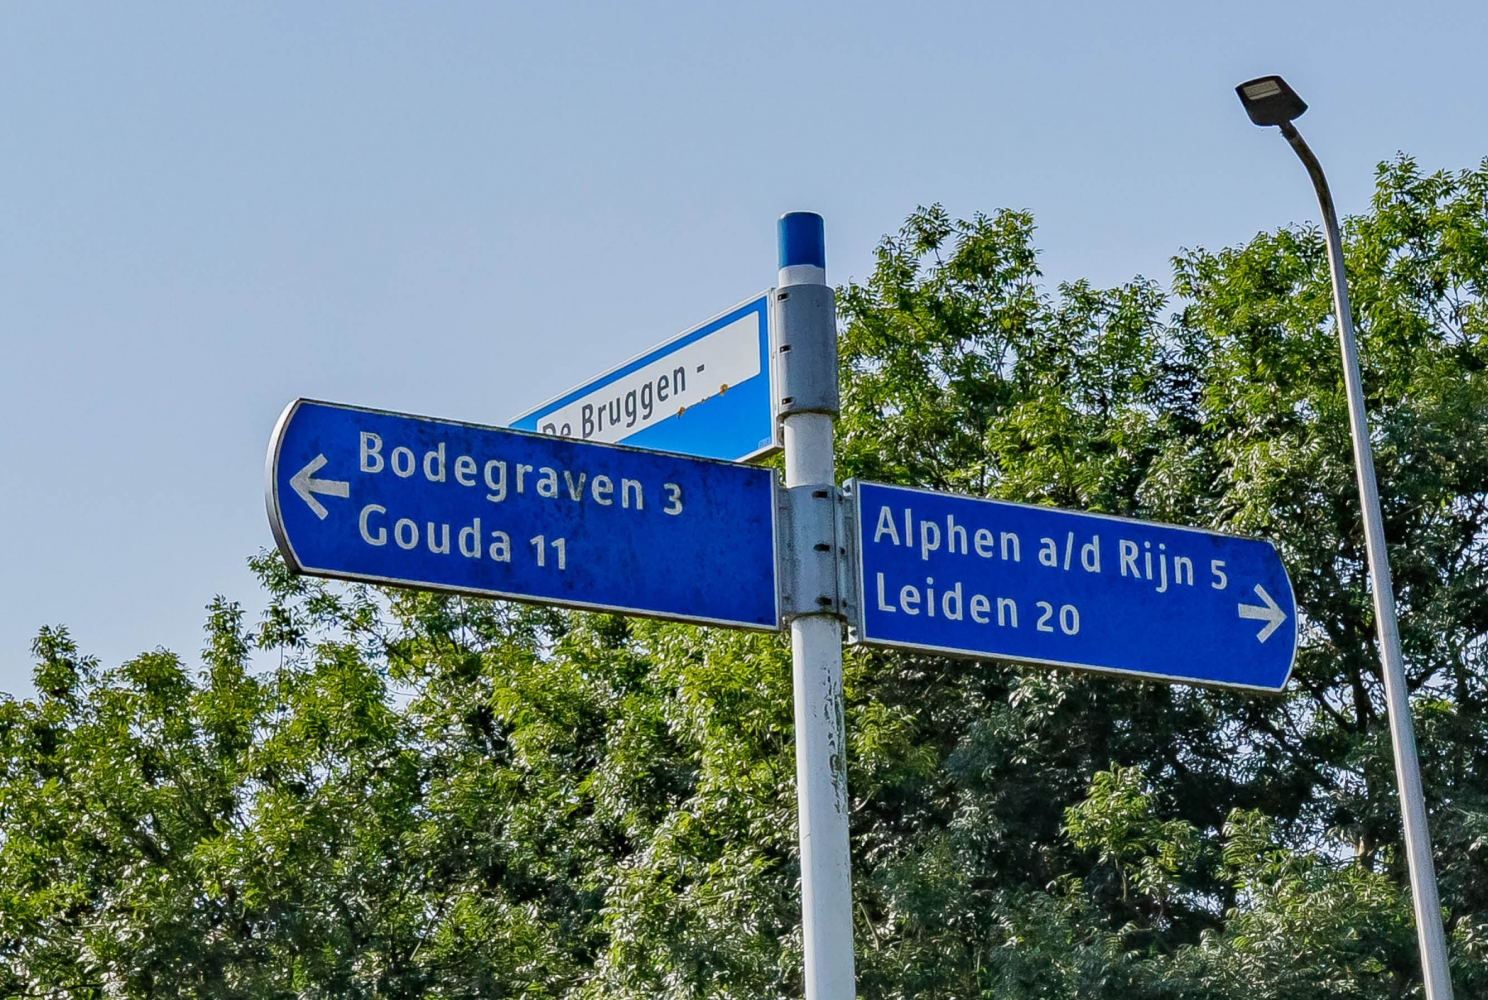 De Bruggen -
Bodegraven 3
Gouda 11
Alphen a/d Rijn 5
Leiden 20